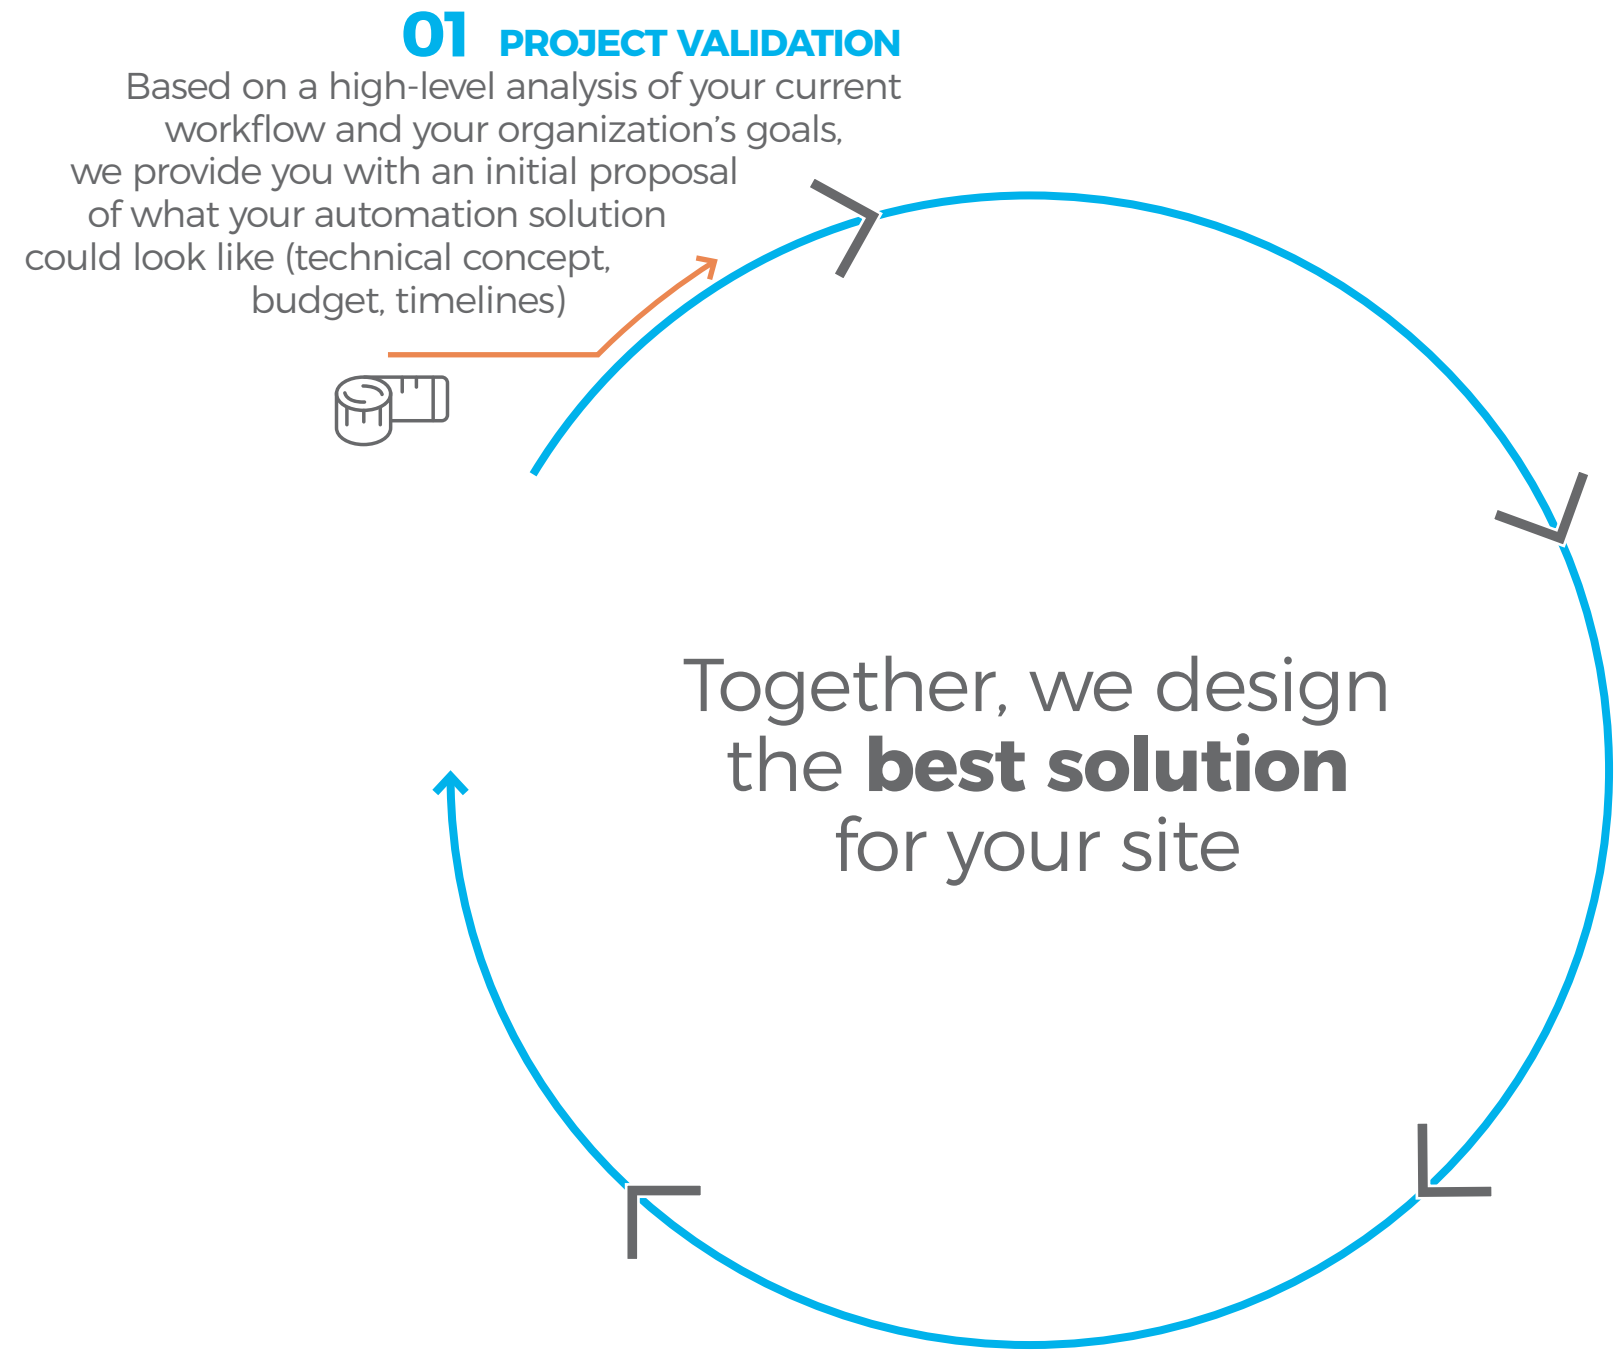 01 PROJECT VALIDATION
Based on a high-level analysis of your current
workflow and your organization’s goals,
we provide you with an initial proposal
of what your automation solution
could look like (technical concept,
budget, timelines)
Together, we design
the best solution
for your site